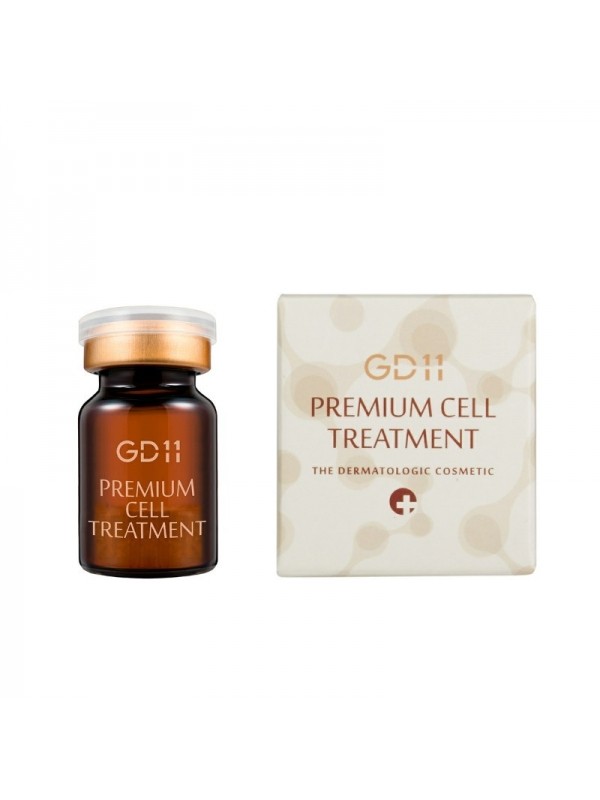 GD11
PREMIUM
CELL
TREATMENT
GD11
PREMIUM CELL
TREATMENT
THE DERMATOLOGIC COSMETIC